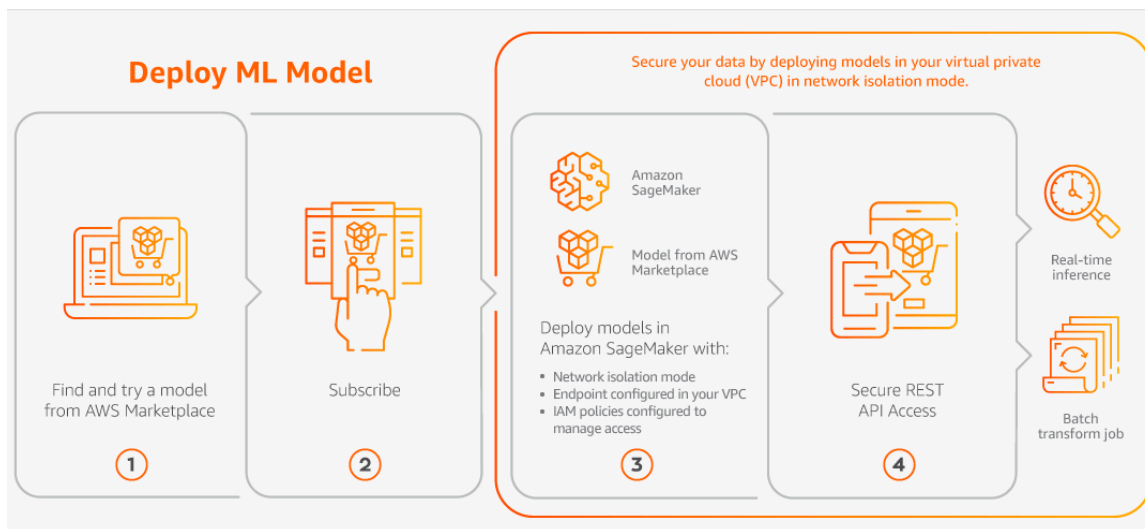 Deploy ML Model
Secure your data by deploying models in your virtual private
cloud (VPC) in network isolation mode.
Find and try a model
from AWS Marketplace
1
Subscribe
2
Amazon
SageMaker
Model from AWS
Marketplace
Deploy models in
Amazon SageMaker with:
▪ Network isolation mode
▪ Endpoint configured in your VPC
▪ IAM policies configured to
manage access
3
Secure REST
API Access
4
Real-time
inference
Batch
transform job